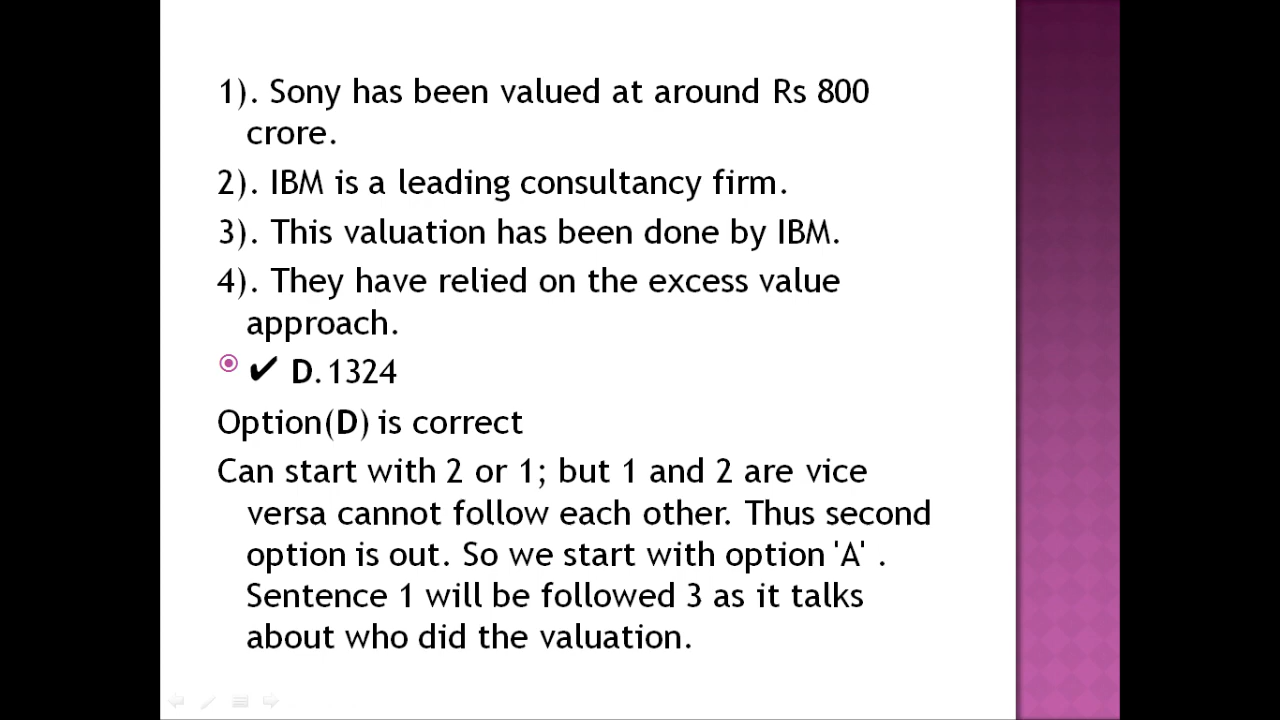 1). Sony has been valued at around Rs 800
crore.
2). IBM is a leading consultancy firm.
3). This valuation has been done by IBM.
4). They have relied on the excess value
approach.
✔ D.1324
Option(D) is correct
Can start with 2 or 1; but 1 and 2 are vice
versa cannot follow each other. Thus second
option is out. So we start with option 'A' .
Sentence 1 will be followed 3 as it talks
about who did the valuation.